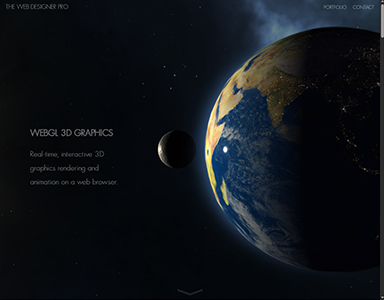 THE WEB DESIGNER PRO
PORTFOLIO CONTACT
WEBGL 3D GRAPHICS
Real-time, interactive 3D
graphics rendering and
animation on a web browser.